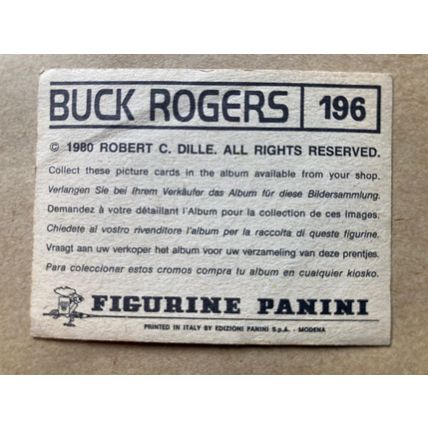 BUCK ROGERS 196
© 1980 ROBERT C. DILLE. ALL RIGHTS RESERVED.
Collect these picture cards in the album available from your shop.
Verlangen Sie bei Ihrem Verkäufer das Album für diese Bildersammlung.
Demandez à votre détaillant l'Album pour la collection de ces images.
Chiedete al vostro rivenditore l'album per la raccolta di queste figurine.
Vraagt aan uw verkoper het album voor uw verzameling van deze prentjes.
Para coleccionar estos cromos compra tu album en cualquier kiosko.
FIGURINE PANINI
PRINTED IN ITALY BY EDIZIONI PANINI S.p.A. - MODENA